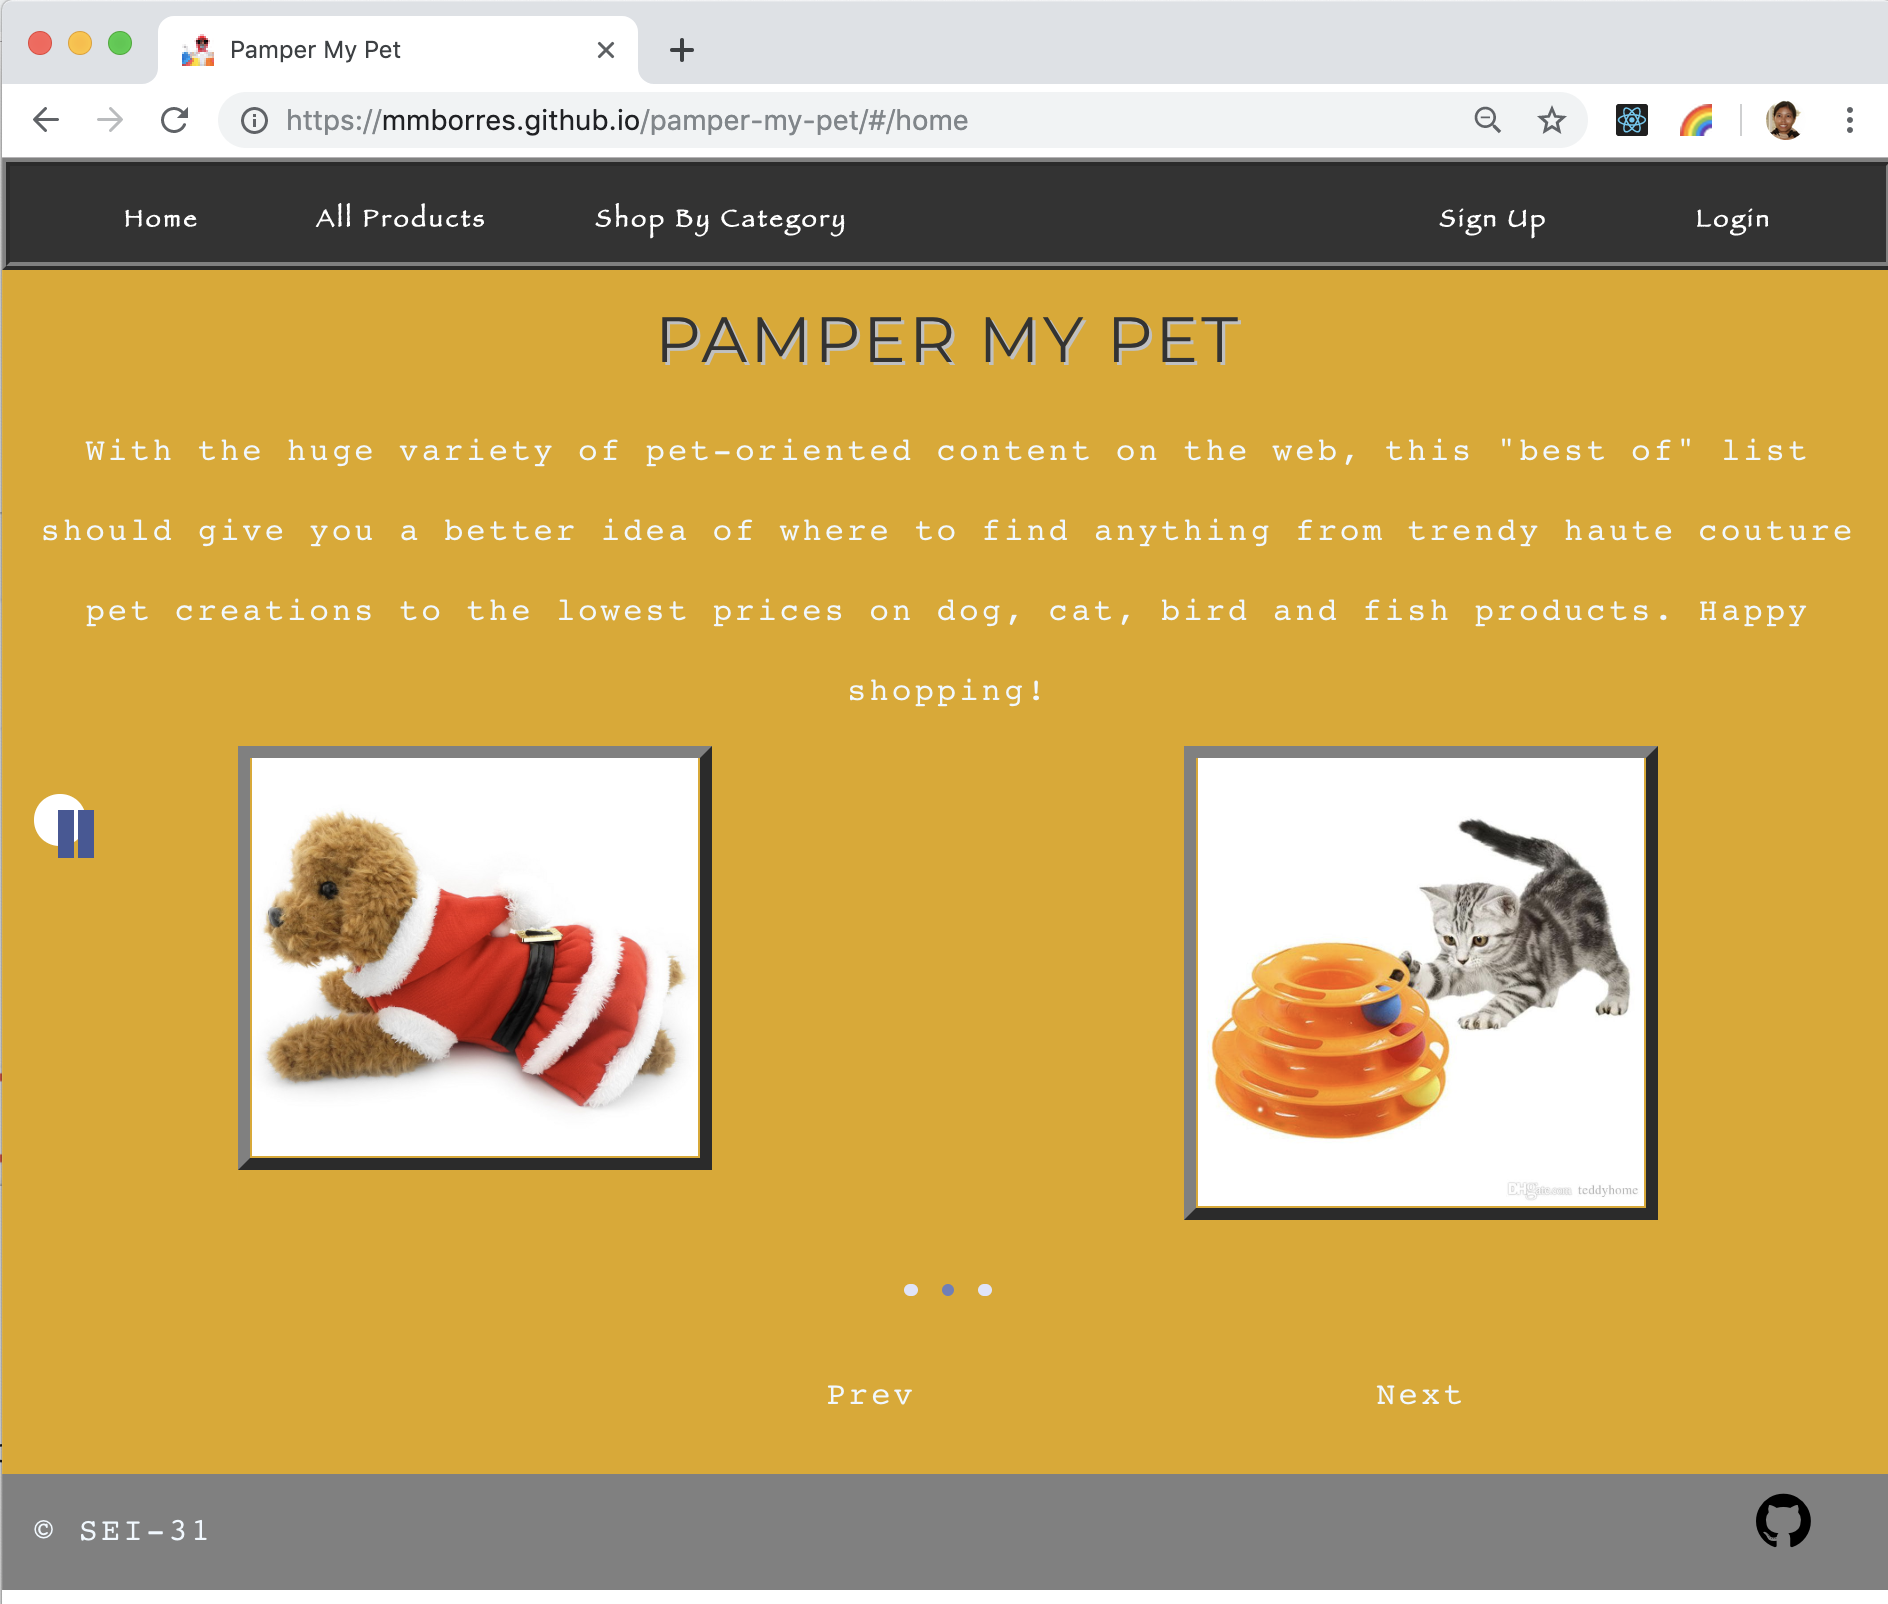 Pamper My Pet
https://mmborres.github.io/pamper-my-pet/#/home
Home All Products Shop By Category Sign Up Login
PAMPER MY PET
With the huge variety of pet-oriented content on the web, this "best of" list
should give you a better idea of where to find anything from trendy haute couture
pet creations to the lowest prices on dog, cat, bird and fish products. Happy
shopping!
DHgate.com teddyhome
Prev Next
© SEI-31